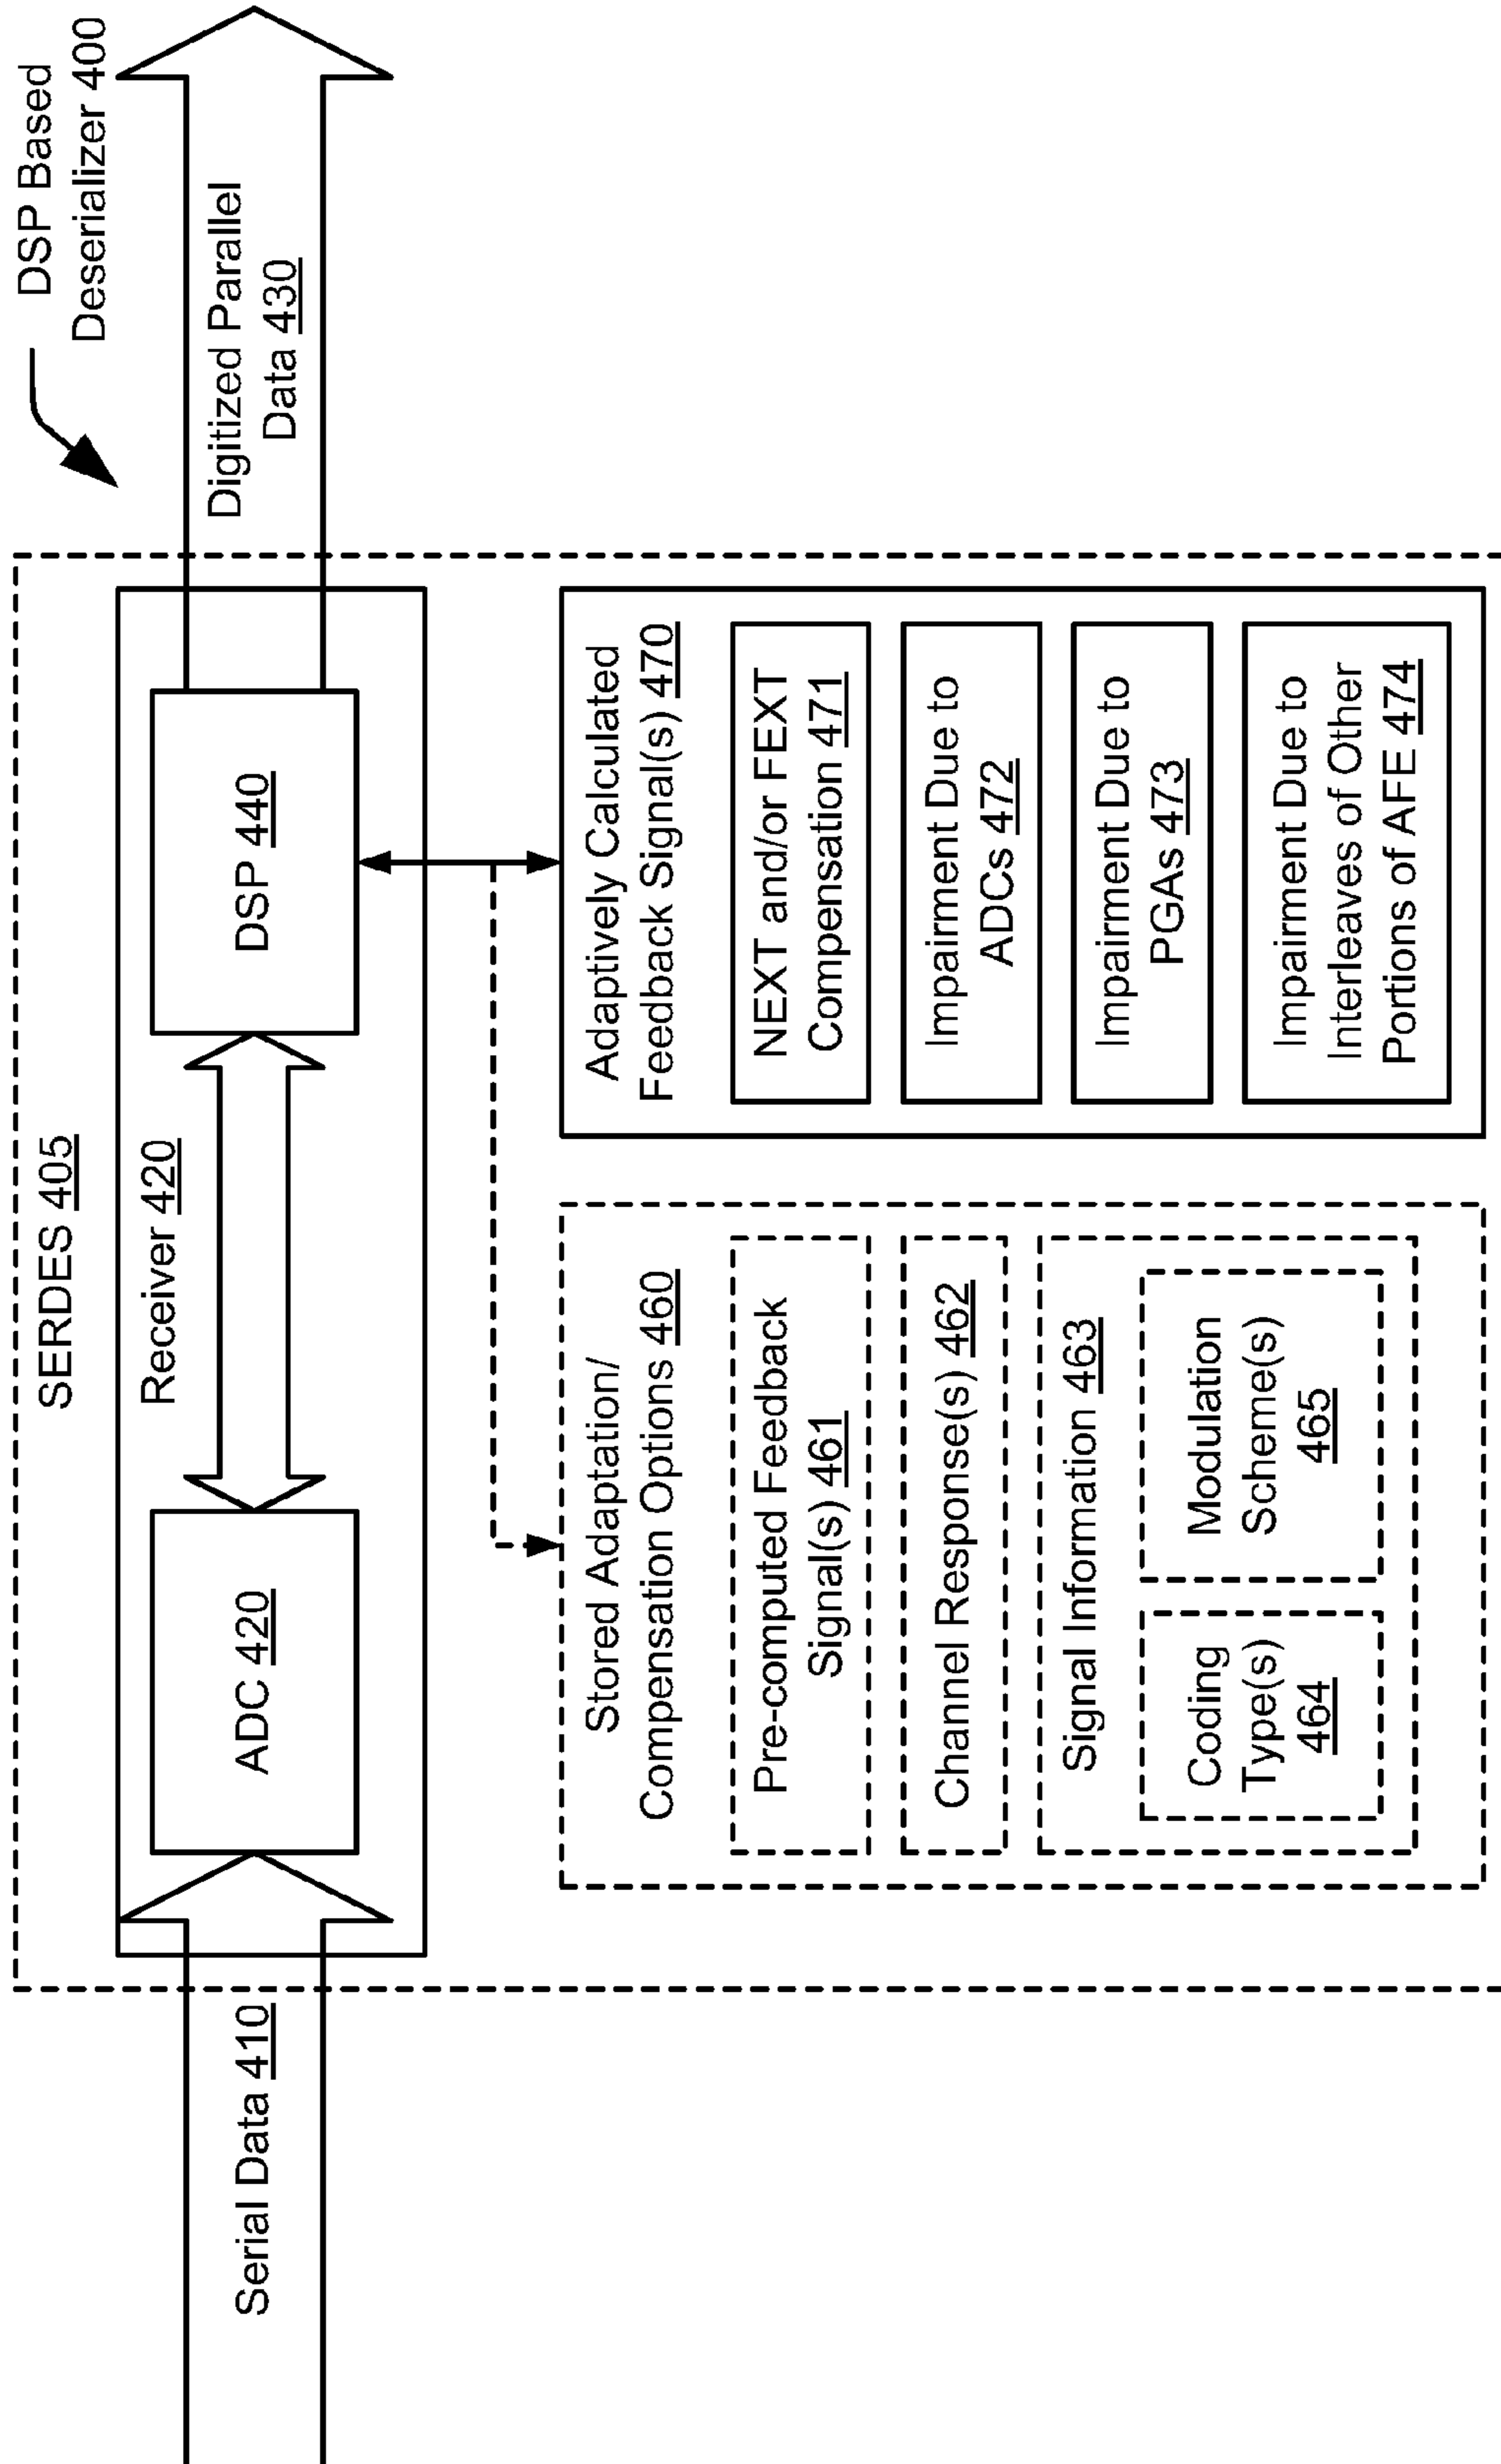 DSP Based
Deserializer 400
SERDES 405
Serial Data 410
Receiver 420
ADC 420
DSP 440
Digitized Parallel
Data 430
Stored Adaptation/
Compensation Options 460
Pre-computed Feedback
Signal(s) 461
Channel Response(s) 462
Signal Information 463
Coding
Type(s)
464
Modulation
Scheme(s)
465
Adaptively Calculated
Feedback Signal(s) 470
NEXT and/or FEXT
Compensation 471
Impairment Due to
ADCs 472
Impairment Due to
PGAs 473
Impairment Due to
Interleaves of Other
Portions of AFE 474